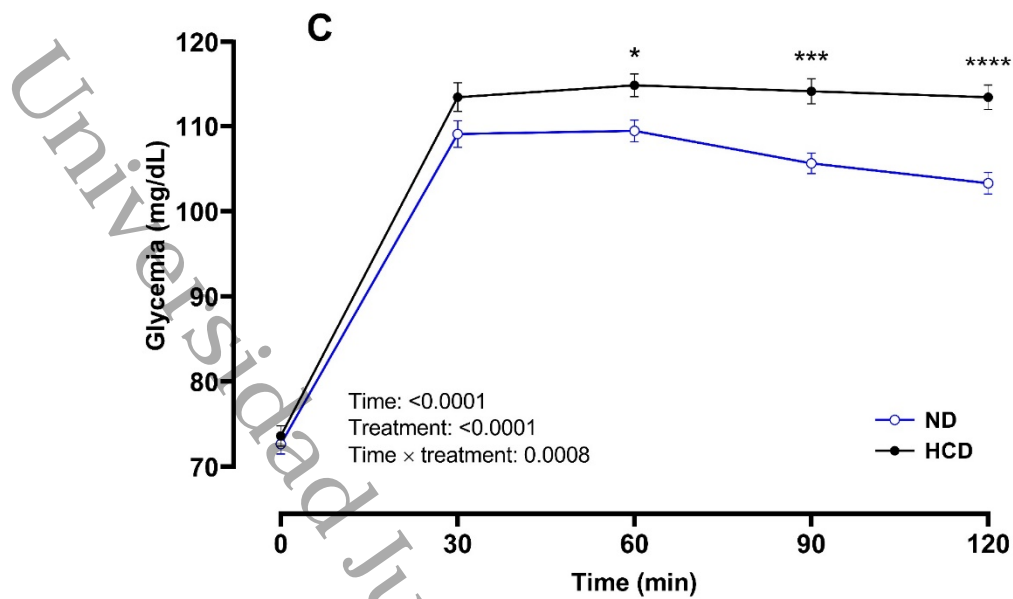 C
120
110
100
90
80
70
Glycemia (mg/dL)
*
***
****
Time: <0.0001
Treatment: <0.0001
Time × treatment: 0.0008
ND
HCD
0
30
60
90
120
Time (min)
Universidad